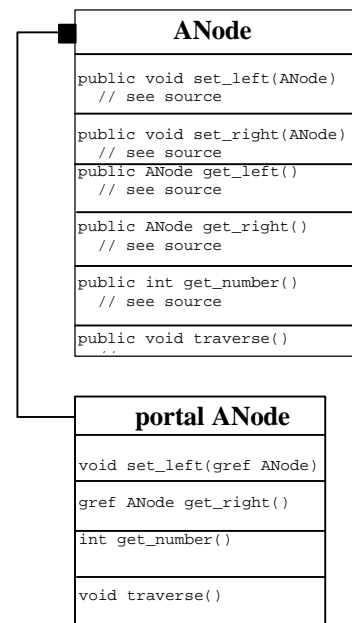 ANode
public void set_left(ANode)
// see source
public void set_right(ANode)
// see source
public ANode get_left()
// see source
public ANode get_right()
// see source
public int get_number()
// see source
public void traverse()
//
portal ANode
void set_left(gref ANode)
gref ANode get_right()
int get_number()
void traverse()